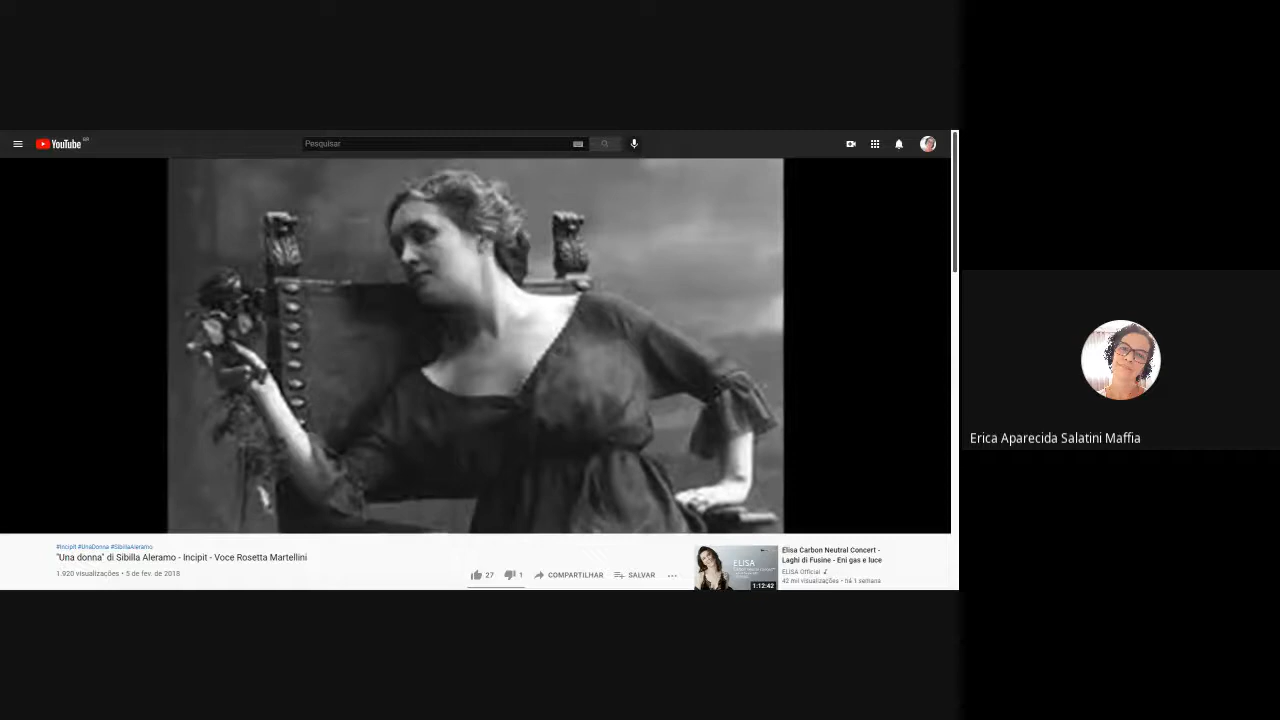 YouTube BR
Pesquisar
#Incipit #UnaDonna #SibillaAleramo
"Una donna" di Sibilla Aleramo - Incipit - Voce Rosetta Martellini
1.920 visualizações • 5 de fev. de 2018
27
1
COMPARTILHAR
SALVAR
ELISA
1:12:42
Elisa Carbon Neutral Concert -
Laghi di Fusine - Eni gas e luce
ELISA Official
42 mil visualizações • há 1 semana
Erica Aparecida Salatini Maffia